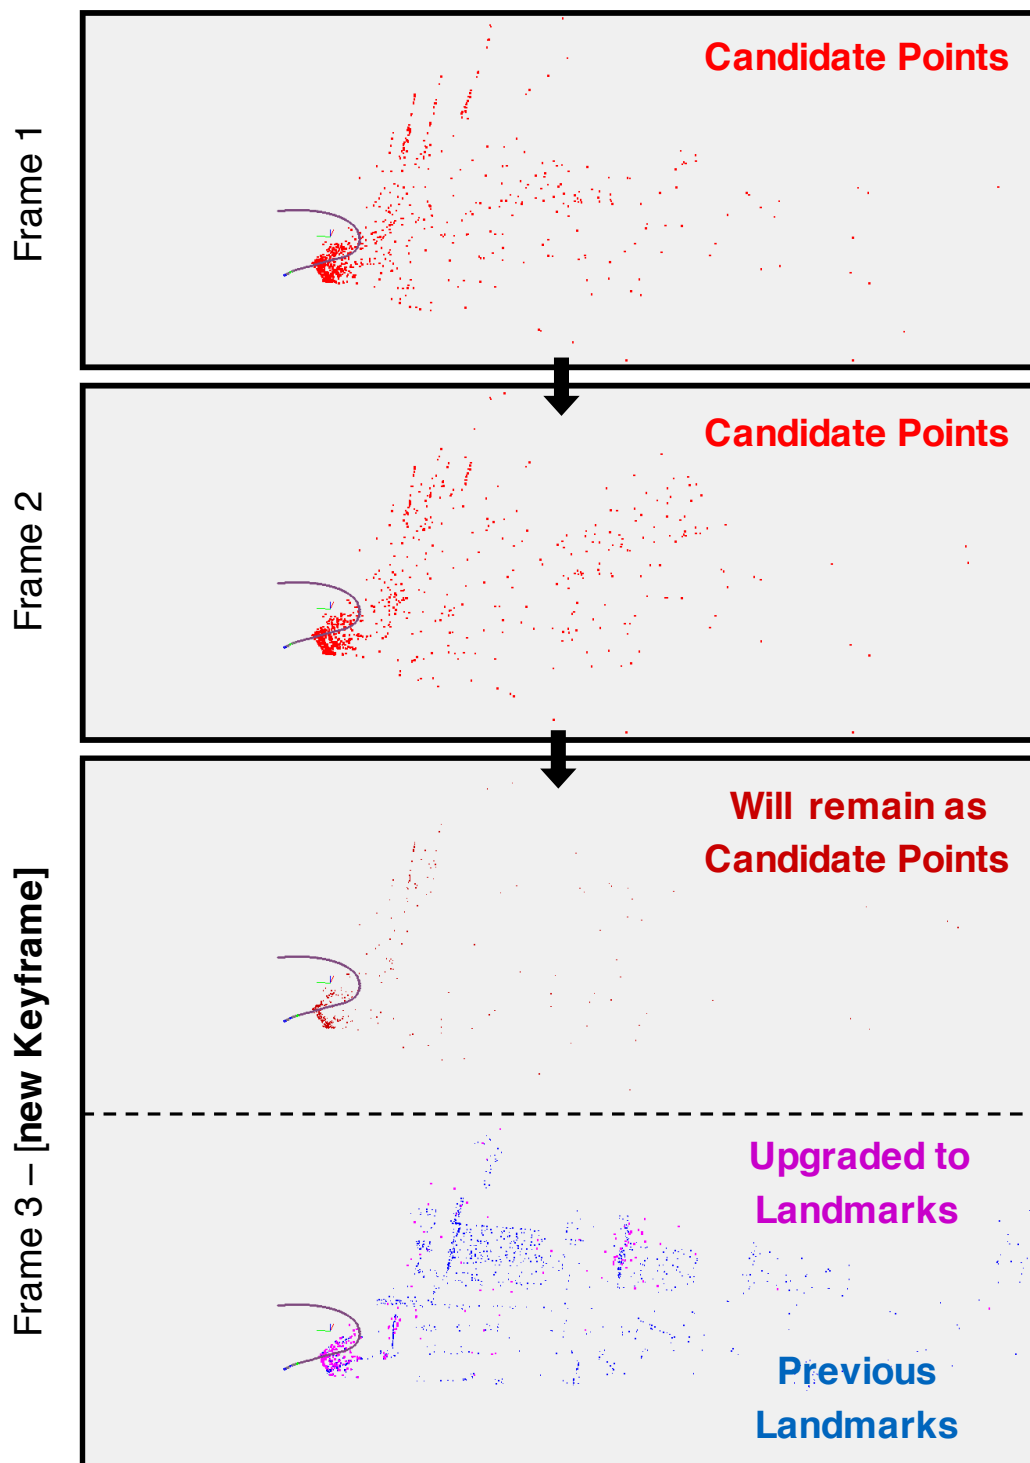 Frame 1
Candidate Points
Frame 2
Candidate Points
Frame 3 – [new Keyframe]
Will remain as
Candidate Points
Upgraded to
Landmarks
Previous
Landmarks